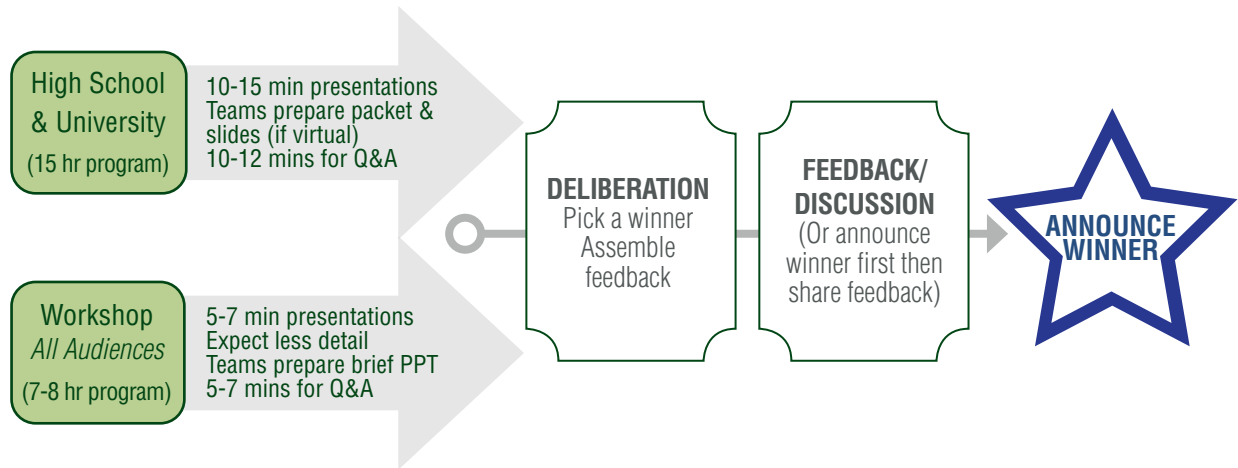 High School
& University
(15 hr program)
10-15 min presentations
Teams prepare packet &
slides (if virtual)
10-12 mins for Q&A
Workshop
All Audiences
(7-8 hr program)
5-7 min presentations
Expect less detail
Teams prepare brief PPT
5-7 mins for Q&A
DELIBERATION
Pick a winner
Assemble
feedback
FEEDBACK/
DISCUSSION
(Or announce
winner first then
share feedback)
ANNOUNCE
WINNER